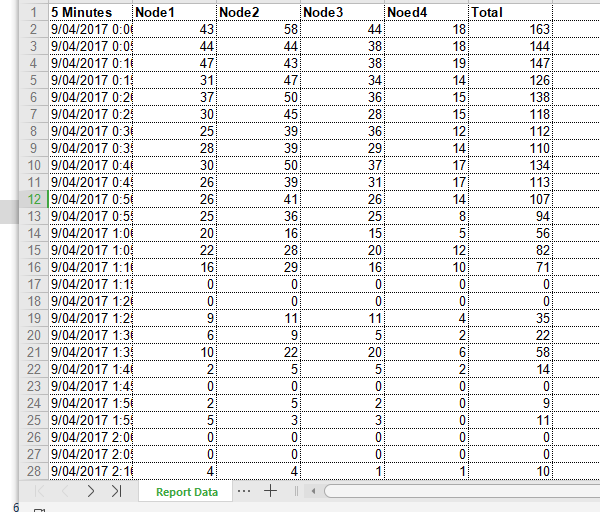 1 5 Minutes Node1 Node2 Node3 Noed4 Total
2 9/04/2017 0:0 43 58 44 18 163
3 9/04/2017 0:0 44 44 38 18 144
4 9/04/2017 0:1 47 43 38 19 147
5 9/04/2017 0:1 31 47 34 14 126
6 9/04/2017 0:2 37 50 36 15 138
7 9/04/2017 0:2 30 45 28 15 118
8 9/04/2017 0:3 25 39 36 12 112
9 9/04/2017 0:3 28 39 29 14 110
10 9/04/2017 0:4 30 50 37 17 134
11 9/04/2017 0:4 26 39 31 17 113
12 9/04/2017 0:5 26 41 26 14 107
13 9/04/2017 0:5 25 36 25 8 94
14 9/04/2017 1:0 20 16 15 5 56
15 9/04/2017 1:0 22 28 20 12 82
16 9/04/2017 1:1 16 29 16 10 71
17 9/04/2017 1:1 0 0 0 0 0
18 9/04/2017 1:2 0 0 0 0 0
19 9/04/2017 1:2 9 11 11 4 35
20 9/04/2017 1:3 6 9 5 2 22
21 9/04/2017 1:3 10 22 20 6 58
22 9/04/2017 1:4 2 5 5 2 14
23 9/04/2017 1:4 0 0 0 0 0
24 9/04/2017 1:5 2 5 2 0 9
25 9/04/2017 1:5 5 3 3 0 11
26 9/04/2017 2:0 0 0 0 0 0
27 9/04/2017 2:0 0 0 0 0 0
28 9/04/2017 2:1 4 4 1 1 10
Report Data ···
6